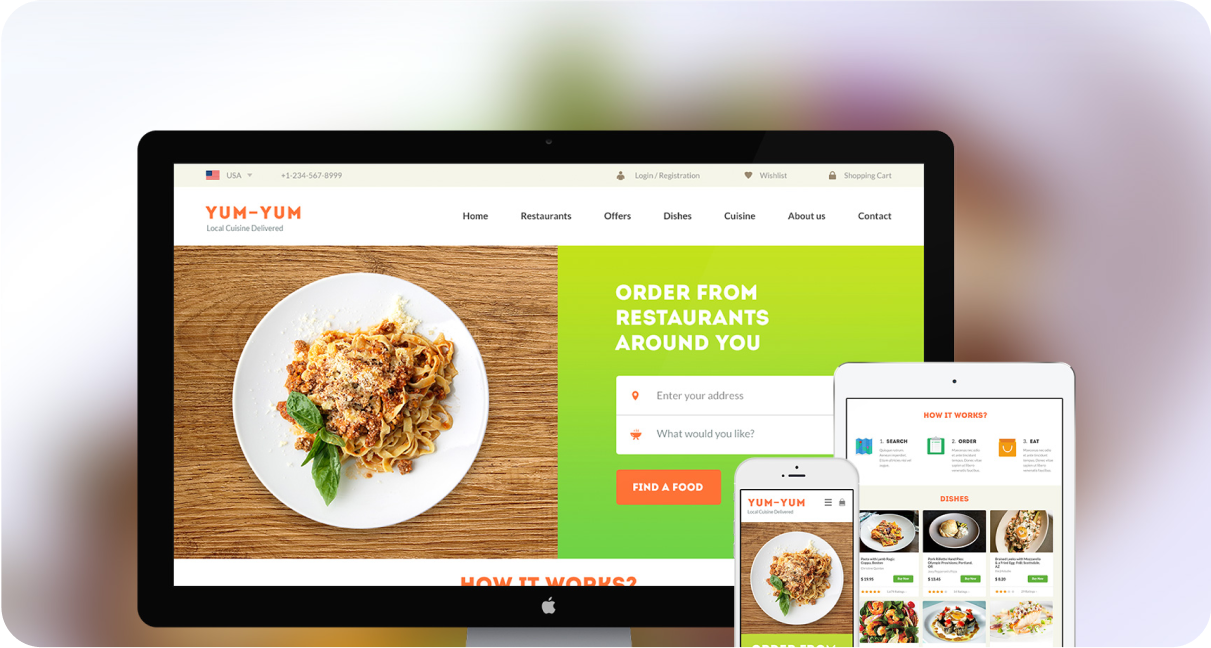 USA
+1-234-567-8999
Login / Registration
Wishlist
Shopping Cart
YUM-YUM
Local Cuisine Delivered
Home
Restaurants
Offers
Dishes
Cuisine
About us
Contact
ORDER FROM
RESTAURANTS
AROUND YOU
Enter your address
What would you like?
FIND A FOOD
HOW IT WORKS?
HOW IT WORKS?
1. SEARCH
2. ORDER
3. EAT
DISHES
$ 19.95
Buy Now
$ 15.45
Buy Now
Buy Now
YUM-YUM
Local Cuisine Delivered
ORDER FROM